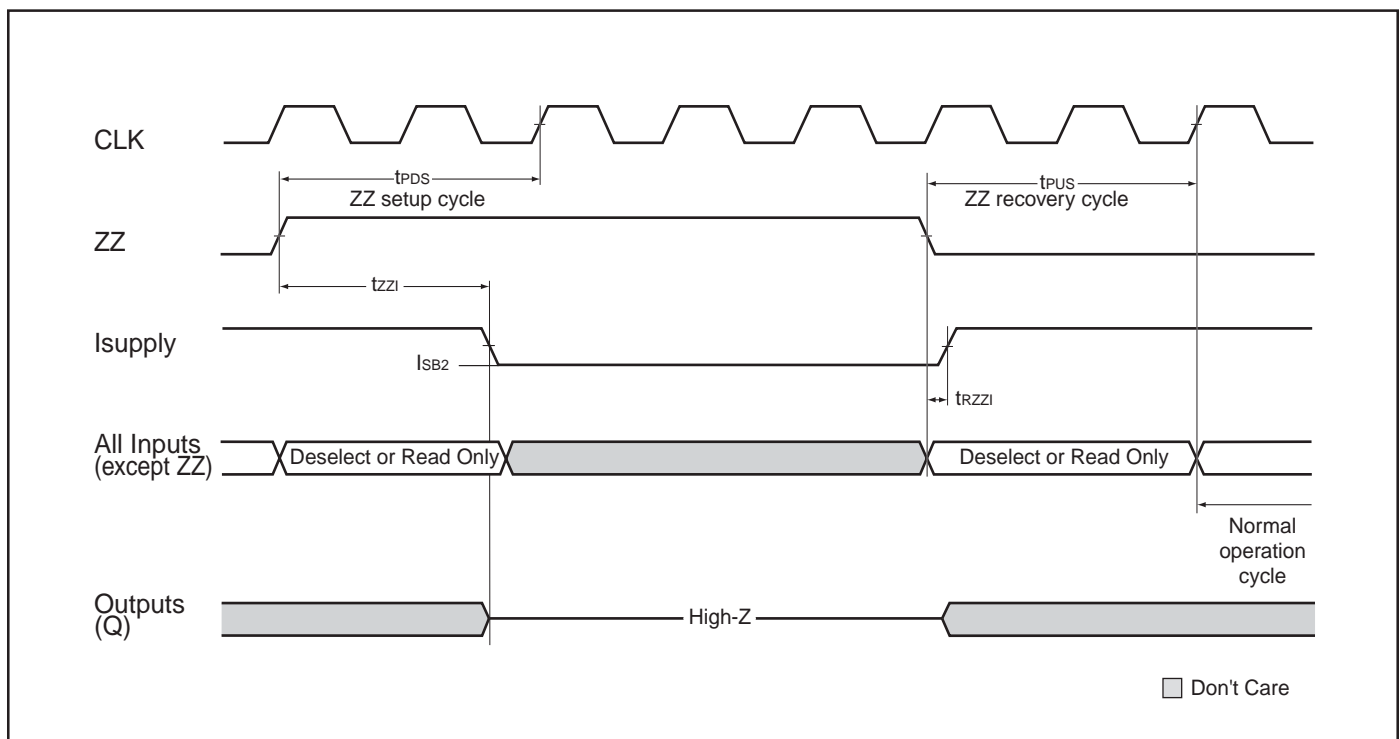 CLK
tPDS
ZZ setup cycle
tPUS
ZZ recovery cycle
ZZ
tZZI
Isupply
ISB2
tRZZI
All Inputs
(except ZZ)
Deselect or Read Only
Deselect or Read Only
Normal
operation
cycle
Outputs
(Q)
High-Z
Don't Care